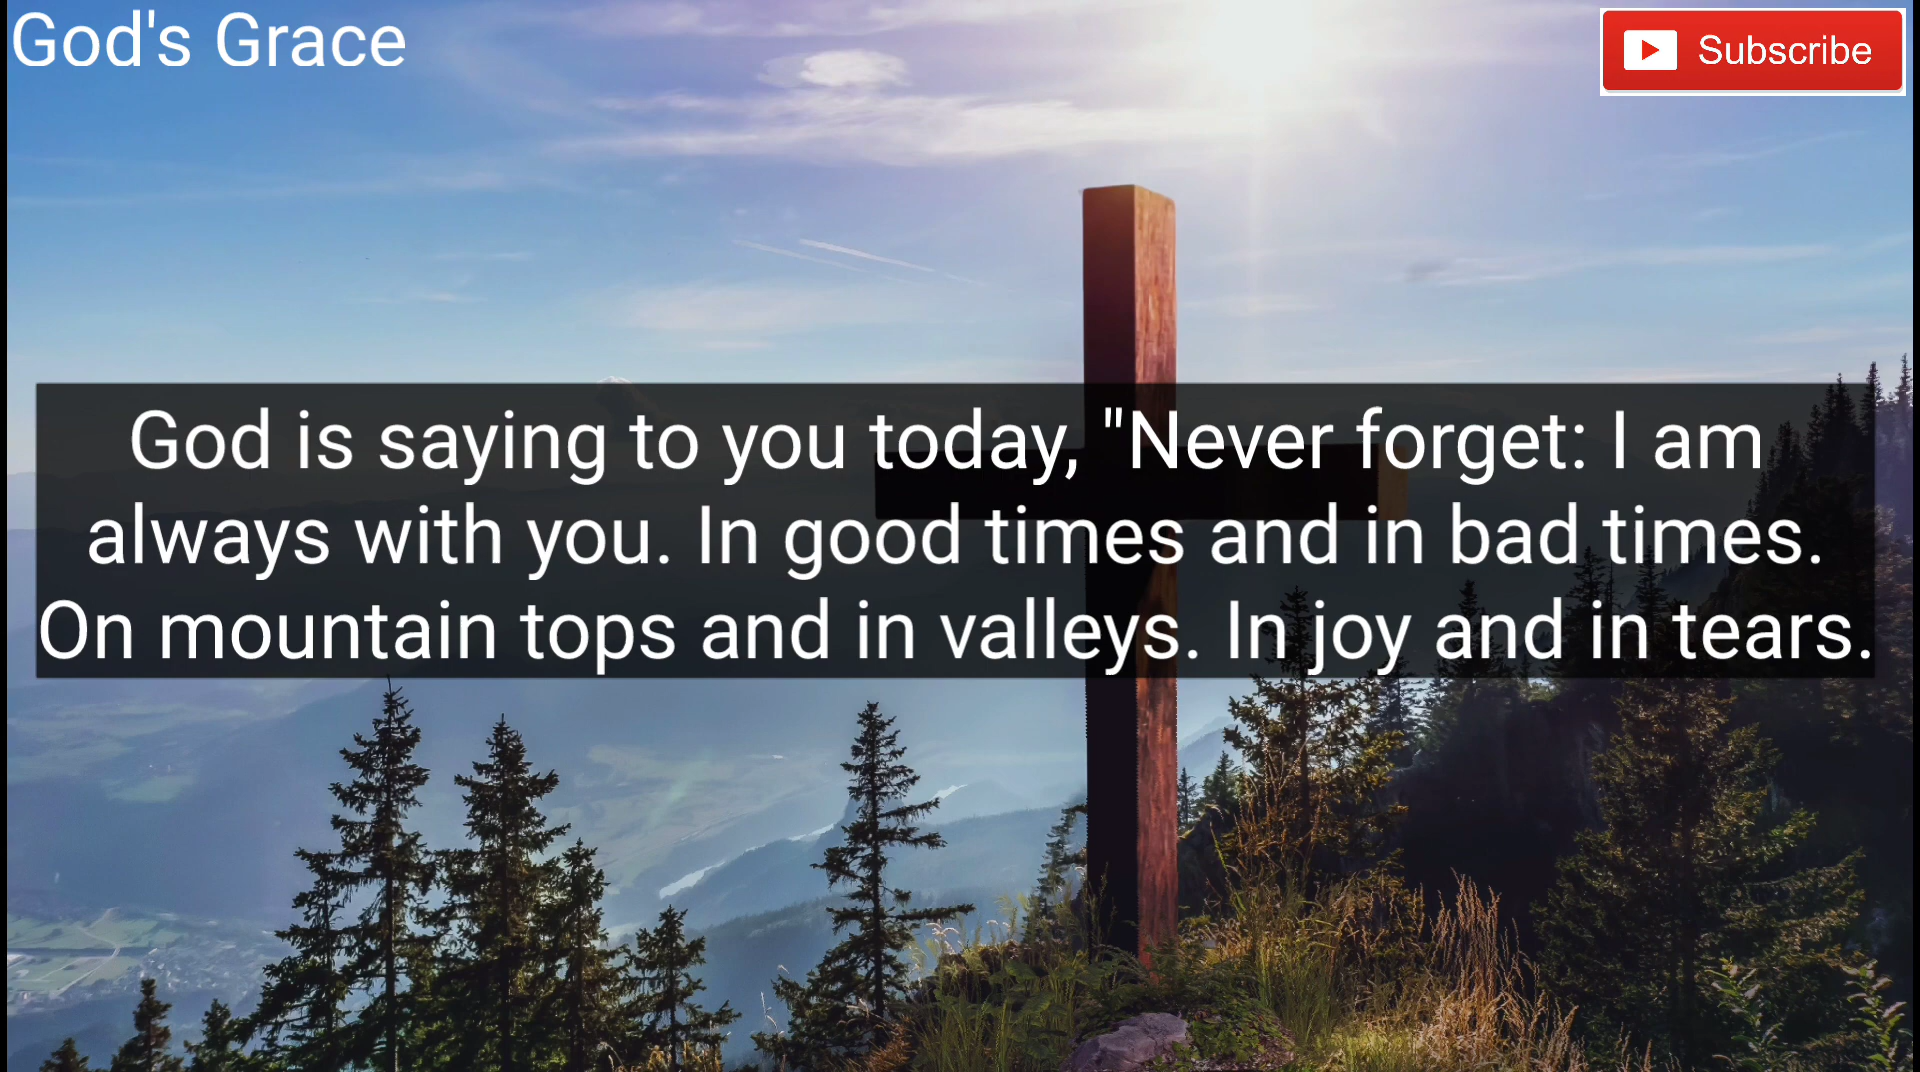 God's Grace
Subscribe
God is saying to you today, "Never forget: I am
always with you. In good times and in bad times.
On mountain tops and in valleys. In joy and in tears.